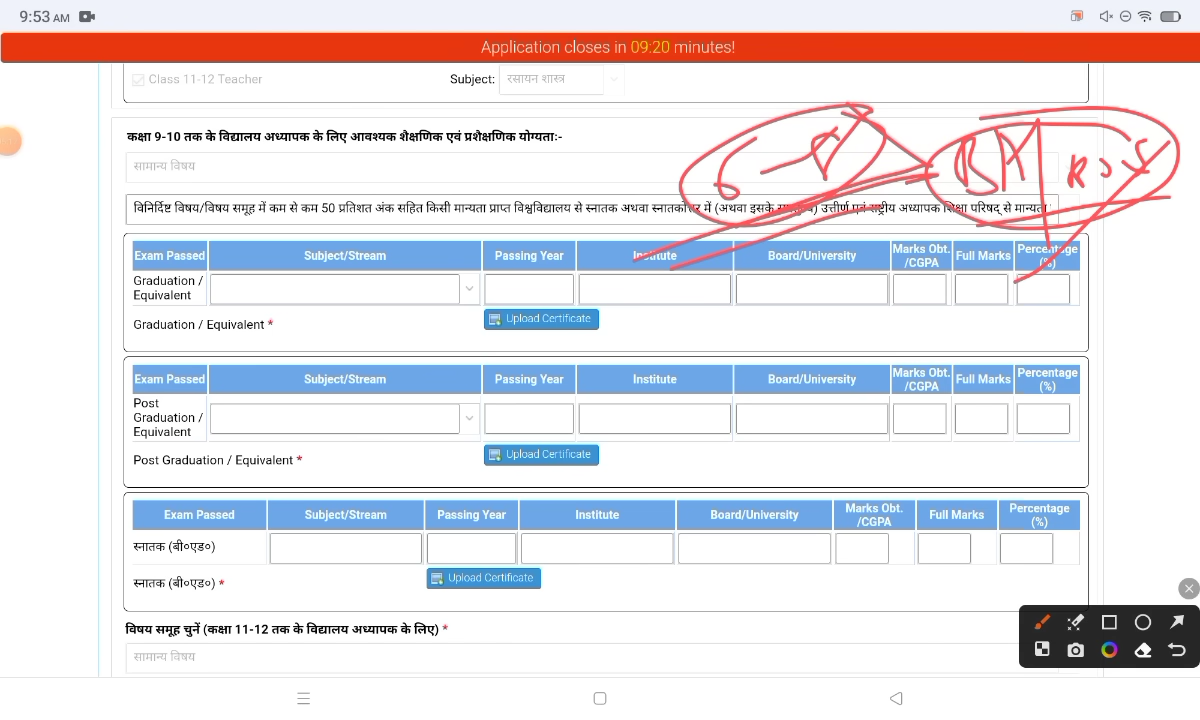 9:53 AM
Application closes in 09:20 minutes!
Class 11-12 Teacher Subject: रसायन शास्त्र
कक्षा 9-10 तक के विद्यालय अध्यापक के लिए आवश्यक शैक्षणिक एवं प्रशैक्षणिक योग्यताः-
6-8
सामान्य विषय
विनिर्दिष्ट विषय/विषय समूह में कम से कम 50 प्रतिशत अंक सहित किसी मान्यता प्राप्त विश्वविद्यालय से स्नातक अथवा स्नातकोत्तर में (अथवा इसके समतुल्य) उत्तीर्ण एवं राष्ट्रीय अध्यापक शिक्षा परिषद् से मान्यता
Exam Passed Subject/Stream Passing Year Institute Board/University Marks Obt. /CGPA Full Marks Percentage (%)
Graduation / Equivalent
Graduation / Equivalent * Upload Certificate
Exam Passed Subject/Stream Passing Year Institute Board/University Marks Obt. /CGPA Full Marks Percentage (%)
Post Graduation / Equivalent
Post Graduation / Equivalent * Upload Certificate
Exam Passed Subject/Stream Passing Year Institute Board/University Marks Obt. /CGPA Full Marks Percentage (%)
स्नातक (बी०एड०)
स्नातक (बी०एड०) * Upload Certificate
विषय समूह चुनें (कक्षा 11-12 तक के विद्यालय अध्यापक के लिए) *
सामान्य विषय